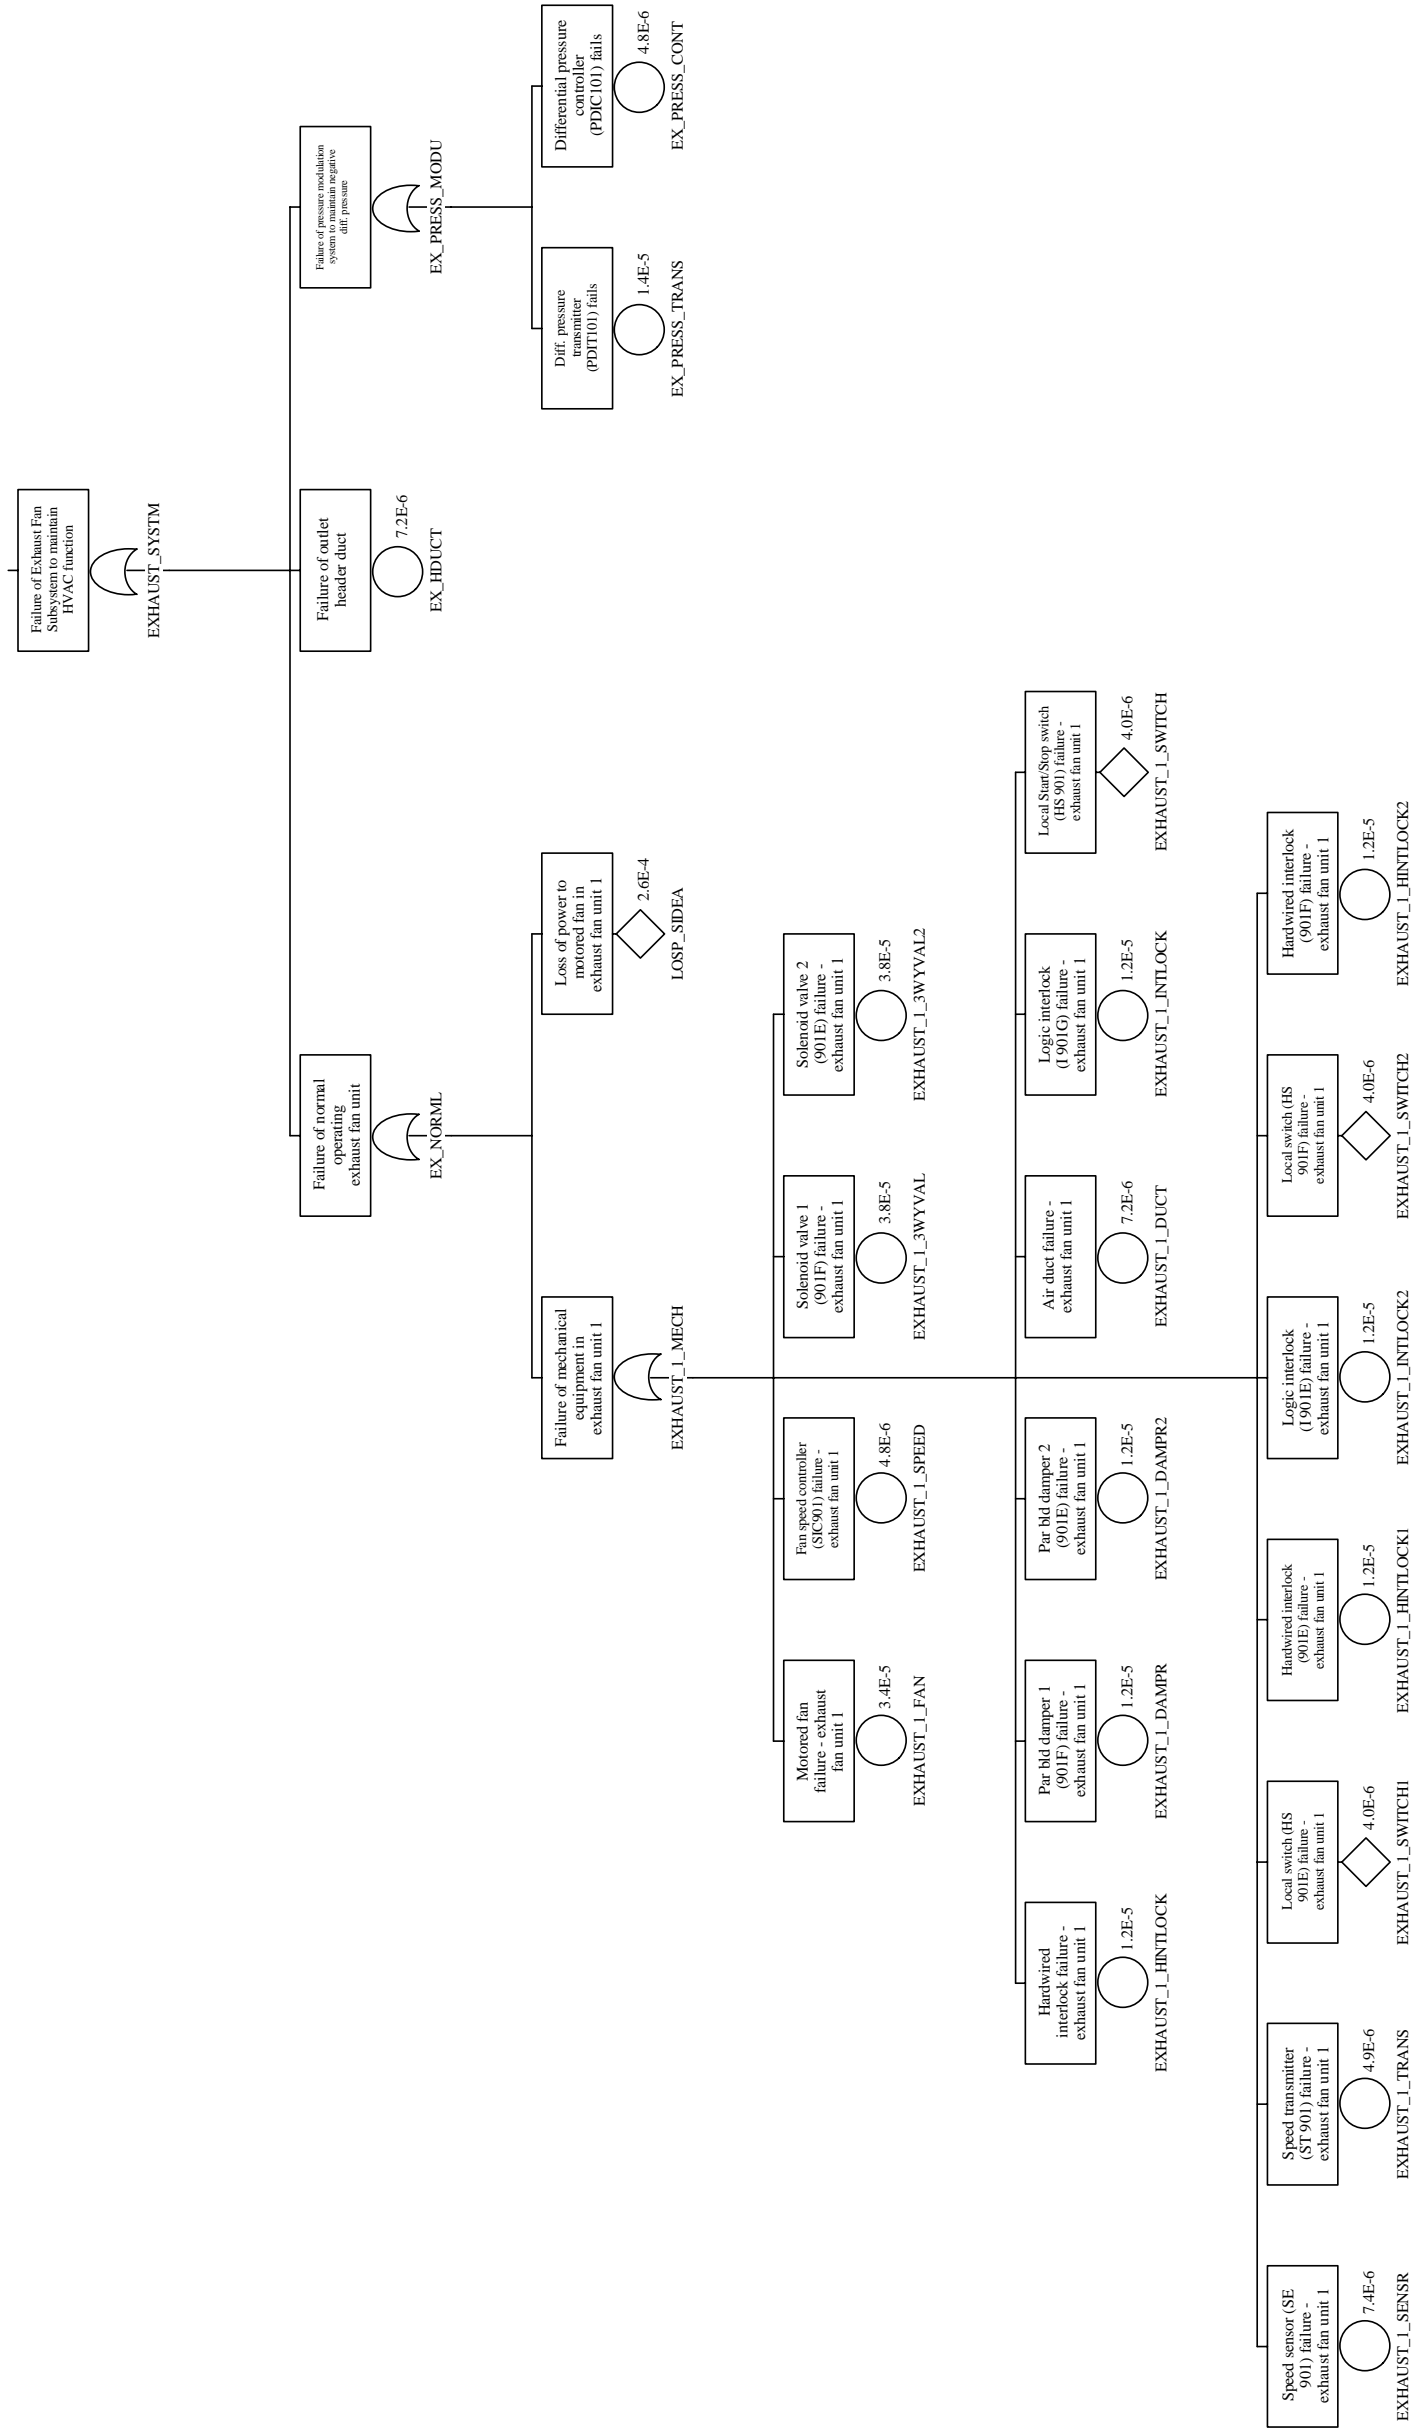 Failure of Exhaust Fan
Subsystem to maintain
HVAC function
EXHAUST_SYSTM
Failure of normal
operating
exhaust fan unit
EX_NORML
Failure of outlet
header duct
7.2E-6
EX_HDUCT
Failure of pressure modulation
system to maintain negative
diff. pressure
EX_PRESS_MODU
Failure of mechanical
equipment in
exhaust fan unit 1
EXHAUST_1_MECH
Loss of power to
motored fan in
exhaust fan unit 1
2.6E-4
LOSP_SIDEA
Diff. pressure
transmitter
(PDIT101) fails
1.4E-5
EX_PRESS_TRANS
Differential pressure
controller
(PDIC101) fails
4.8E-6
EX_PRESS_CONT
Motored fan
failure - exhaust
fan unit 1
3.4E-5
EXHAUST_1_FAN
Fan speed controller
(SIC901) failure -
exhaust fan unit 1
4.8E-6
EXHAUST_1_SPEED
Solenoid valve 1
(901F) failure -
exhaust fan unit 1
3.8E-5
EXHAUST_1_3WYVAL
Solenoid valve 2
(901E) failure -
exhaust fan unit 1
3.8E-5
EXHAUST_1_3WYVAL2
Hardwired
interlock failure -
exhaust fan unit 1
1.2E-5
EXHAUST_1_HINTLOCK
Par bld damper 1
(901F) failure -
exhaust fan unit 1
1.2E-5
EXHAUST_1_DAMPR
Par bld damper 2
(901E) failure -
exhaust fan unit 1
1.2E-5
EXHAUST_1_DAMPR2
Air duct failure -
exhaust fan unit 1
7.2E-6
EXHAUST_1_DUCT
Logic interlock
(I 901G) failure -
exhaust fan unit 1
1.2E-5
EXHAUST_1_INTLOCK
Local Start/Stop switch
(HS 901) failure -
exhaust fan unit 1
4.0E-6
EXHAUST_1_SWITCH
Speed sensor (SE
901) failure -
exhaust fan unit 1
7.4E-6
EXHAUST_1_SENSR
Speed transmitter
(ST 901) failure -
exhaust fan unit 1
4.9E-6
EXHAUST_1_TRANS
Local switch (HS
901E) failure -
exhaust fan unit 1
4.0E-6
EXHAUST_1_SWITCH1
Hardwired interlock
(901E) failure -
exhaust fan unit 1
1.2E-5
EXHAUST_1_HINTLOCK1
Logic interlock
(I 901E) failure -
exhaust fan unit 1
1.2E-5
EXHAUST_1_INTLOCK2
Local switch (HS
901F) failure -
exhaust fan unit 1
4.0E-6
EXHAUST_1_SWITCH2
Hardwired interlock
(901F) failure -
exhaust fan unit 1
1.2E-5
EXHAUST_1_HINTLOCK2